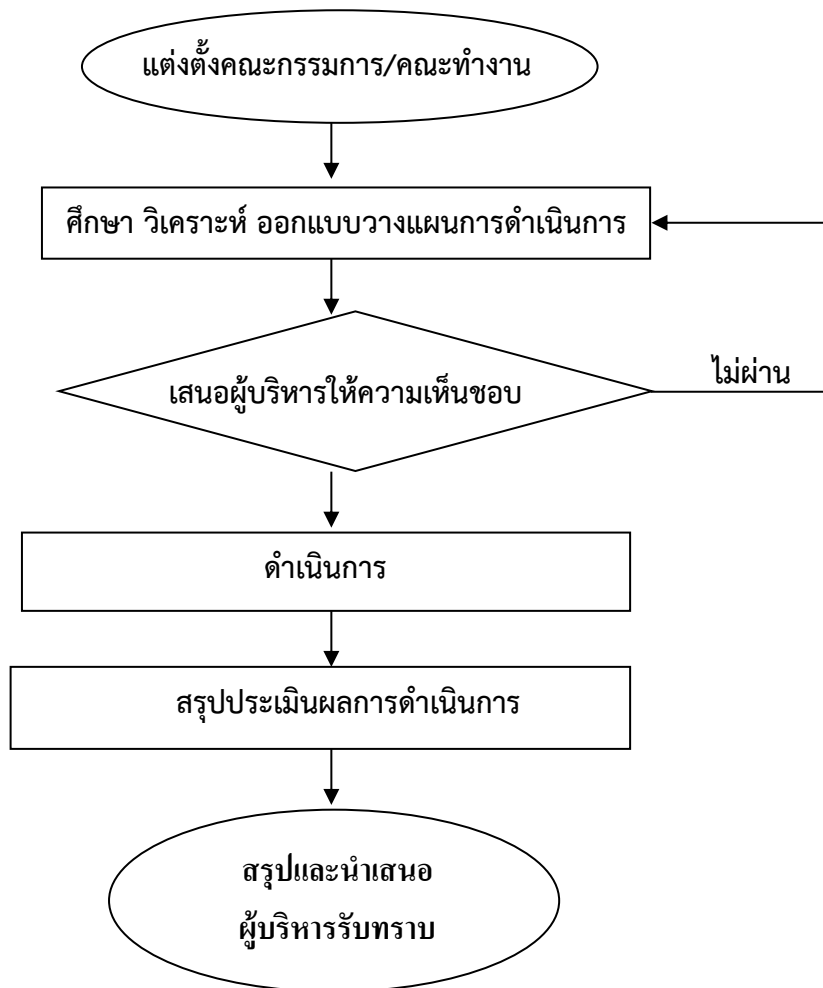 แต่งตั้งคณะกรรมการ/คณะทำงาน
ศึกษา วิเคราะห์ ออกแบบวางแผนการดำเนินการ
เสนอผู้บริหารให้ความเห็นชอบ
ไม่ผ่าน
ดำเนินการ
สรุปประเมินผลการดำเนินการ
สรุปและนำเสนอ
ผู้บริหารรับทราบ